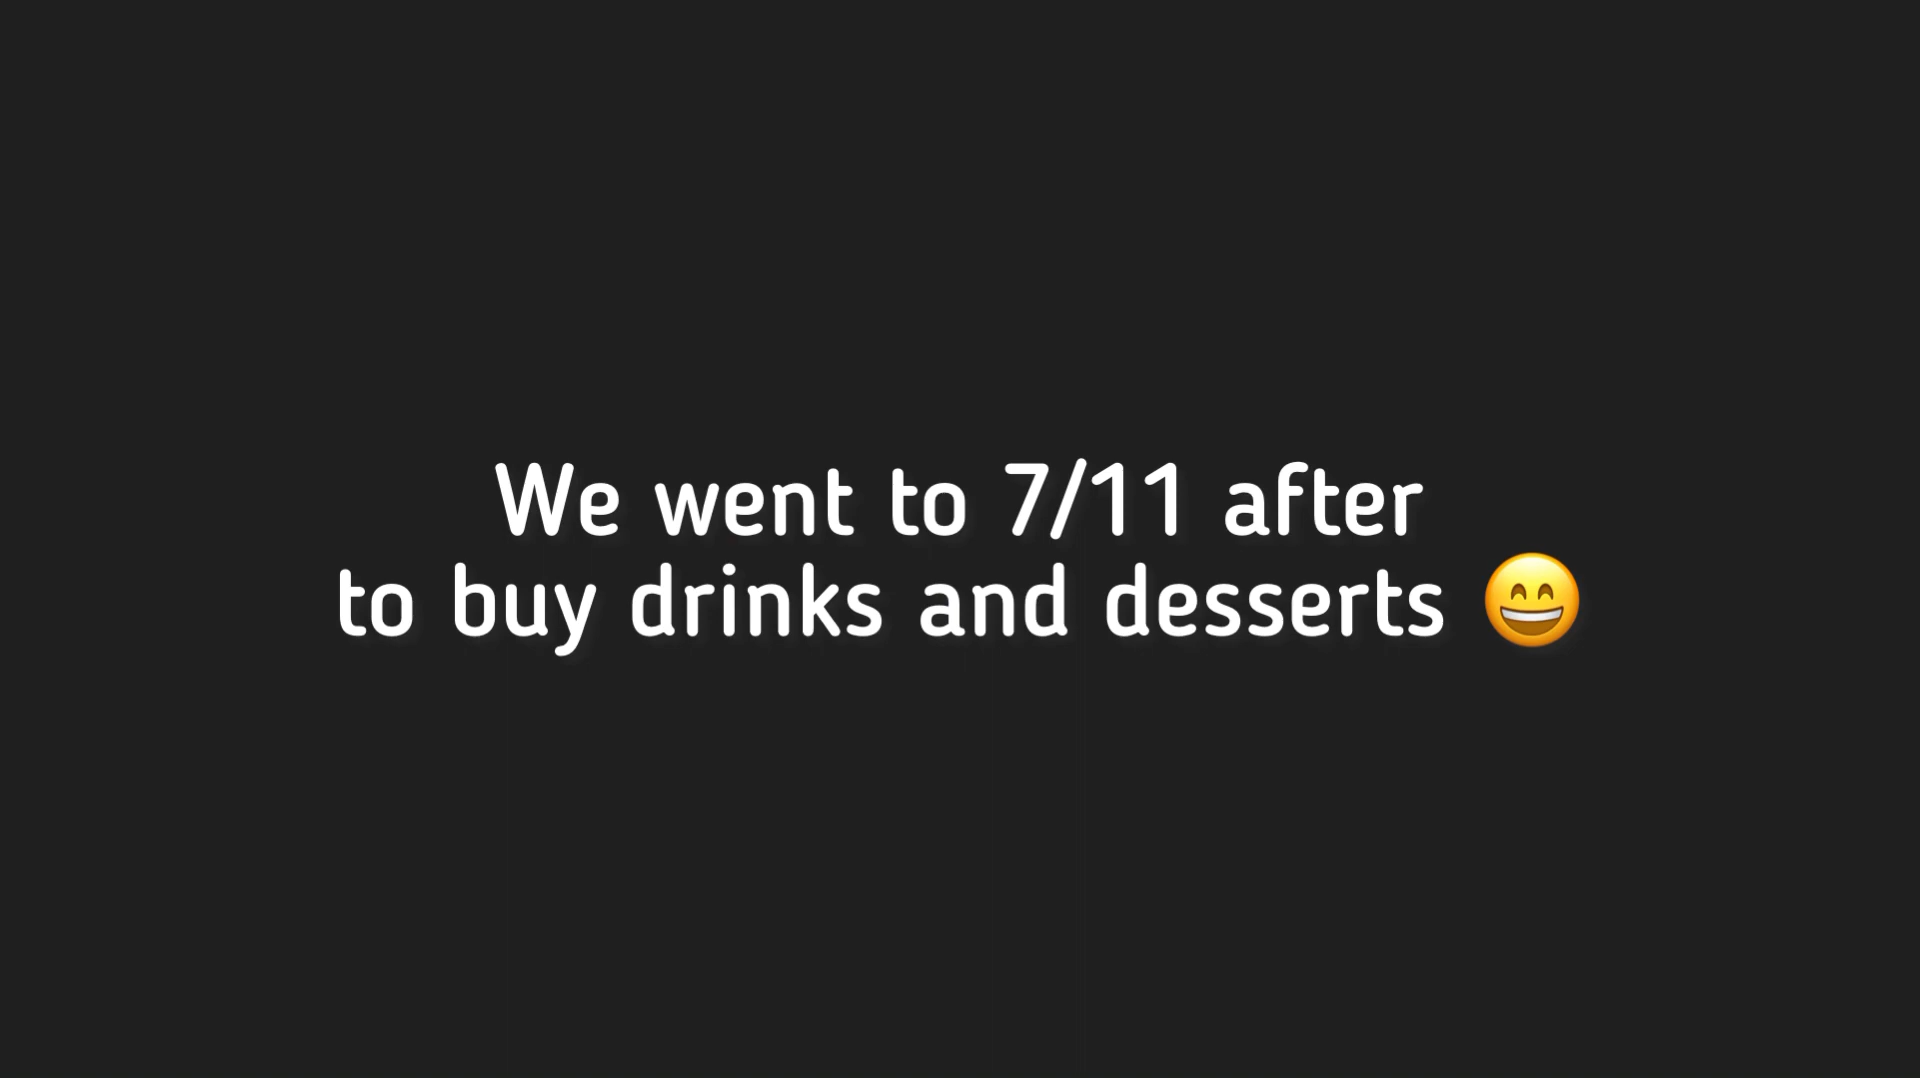 We went to 7/11 after
to buy drinks and desserts 😄